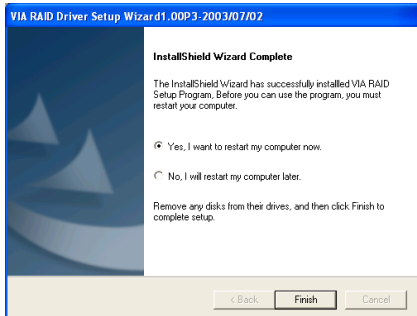 VIA RAID Driver Setup Wizard1.00P3-2003/07/02
InstallShield Wizard Complete
The InstallShield Wizard has successfully installled VIA RAID
Setup Program, Before you can use the program, you must
restart your computer.
Yes, I want to restart my computer now.
No, I will restart my computer later.
Remove any disks from their drives, and then click Finish to
complete setup.
< Back
Finish
Cancel